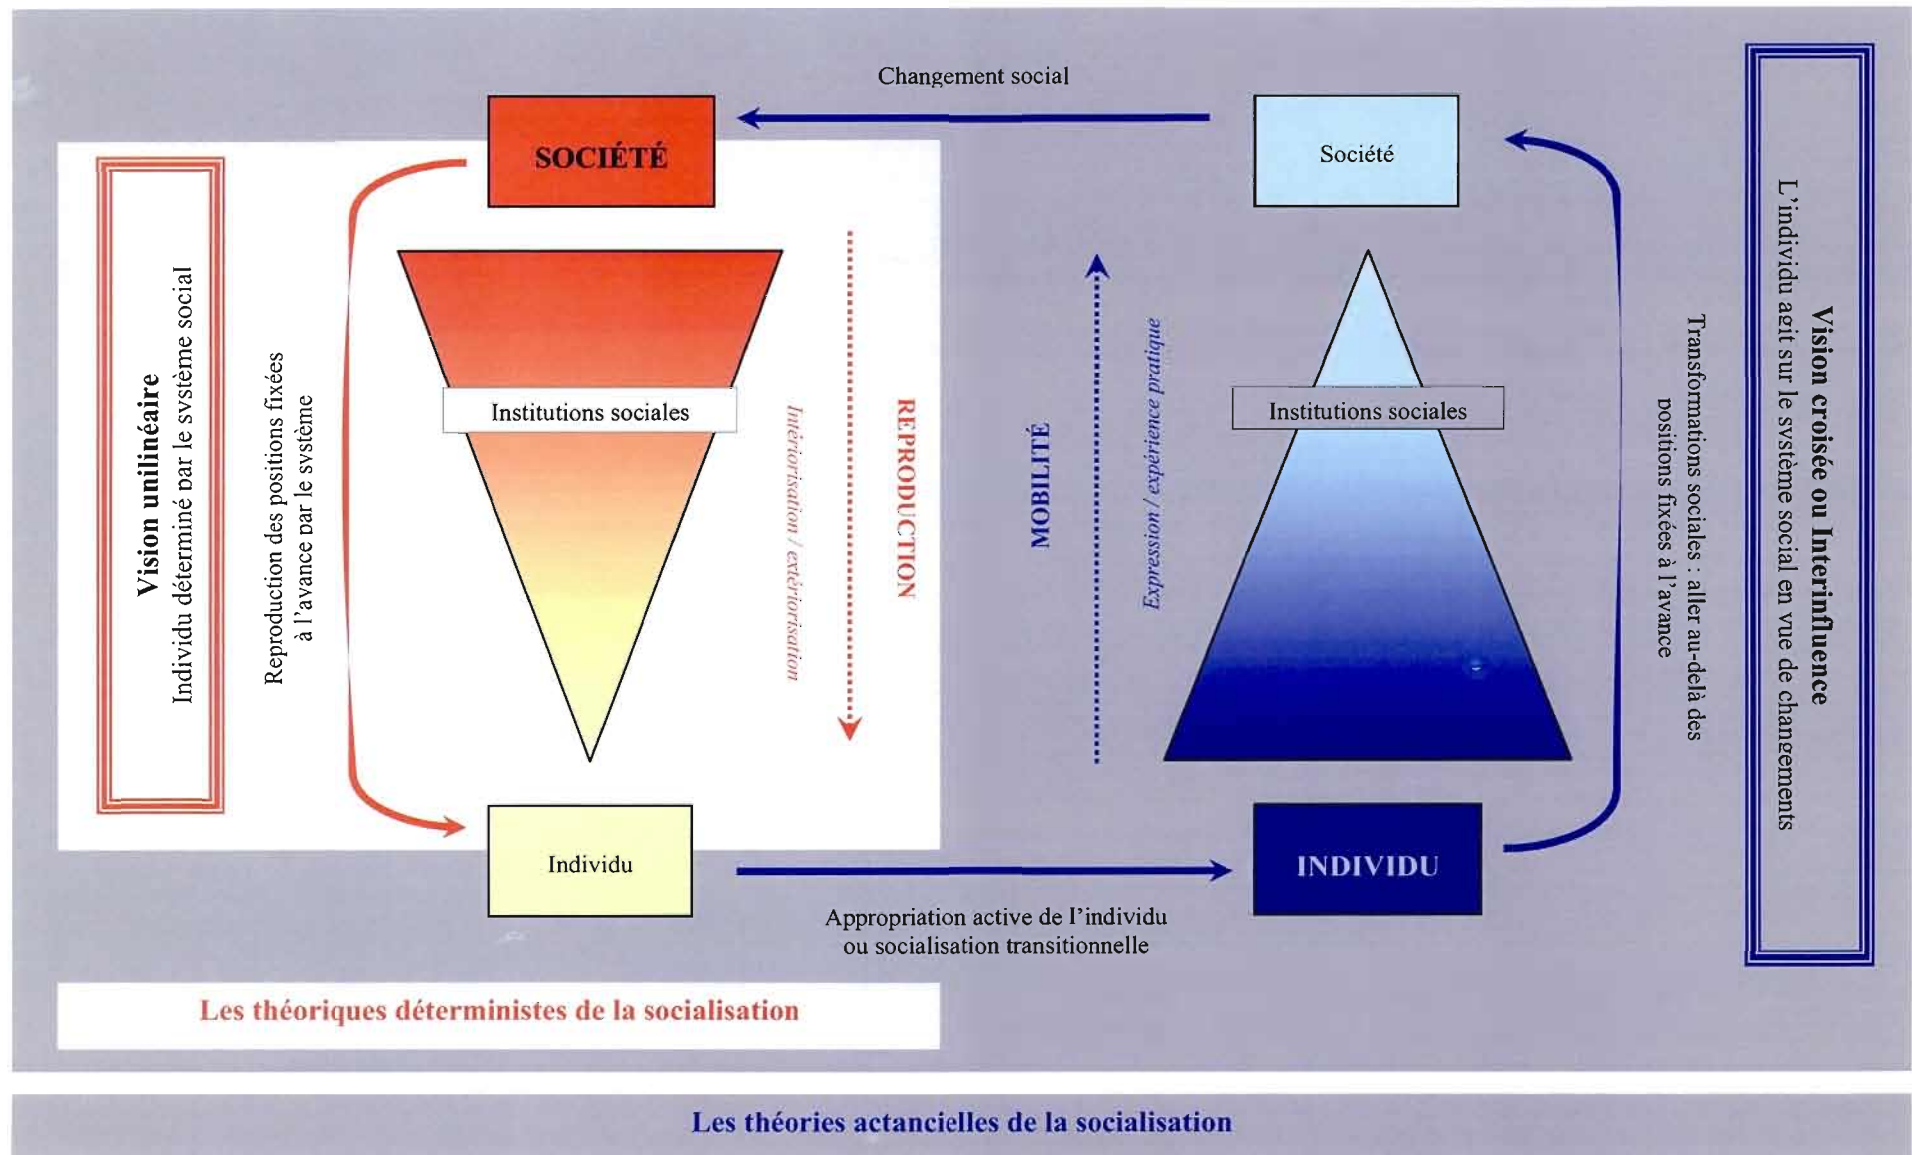 Changement social
SOCIÉTÉ
Société
Vision unilinéaire
Individu déterminé par le système social
Reproduction des positions fixées
à l'avance par le système
Institutions sociales
Intériorisation / extériorisation
REPRODUCTION
MOBILITÉ
Expression / expérience pratique
Institutions sociales
Transformations sociales : aller au-delà des
positions fixées à l'avance
Vision croisée ou Interinfluence
L'individu agit sur le système social en vue de changements
Individu
INDIVIDU
Appropriation active de l'individu
ou socialisation transitionnelle
Les théoriques déterministes de la socialisation
Les théories actancielles de la socialisation